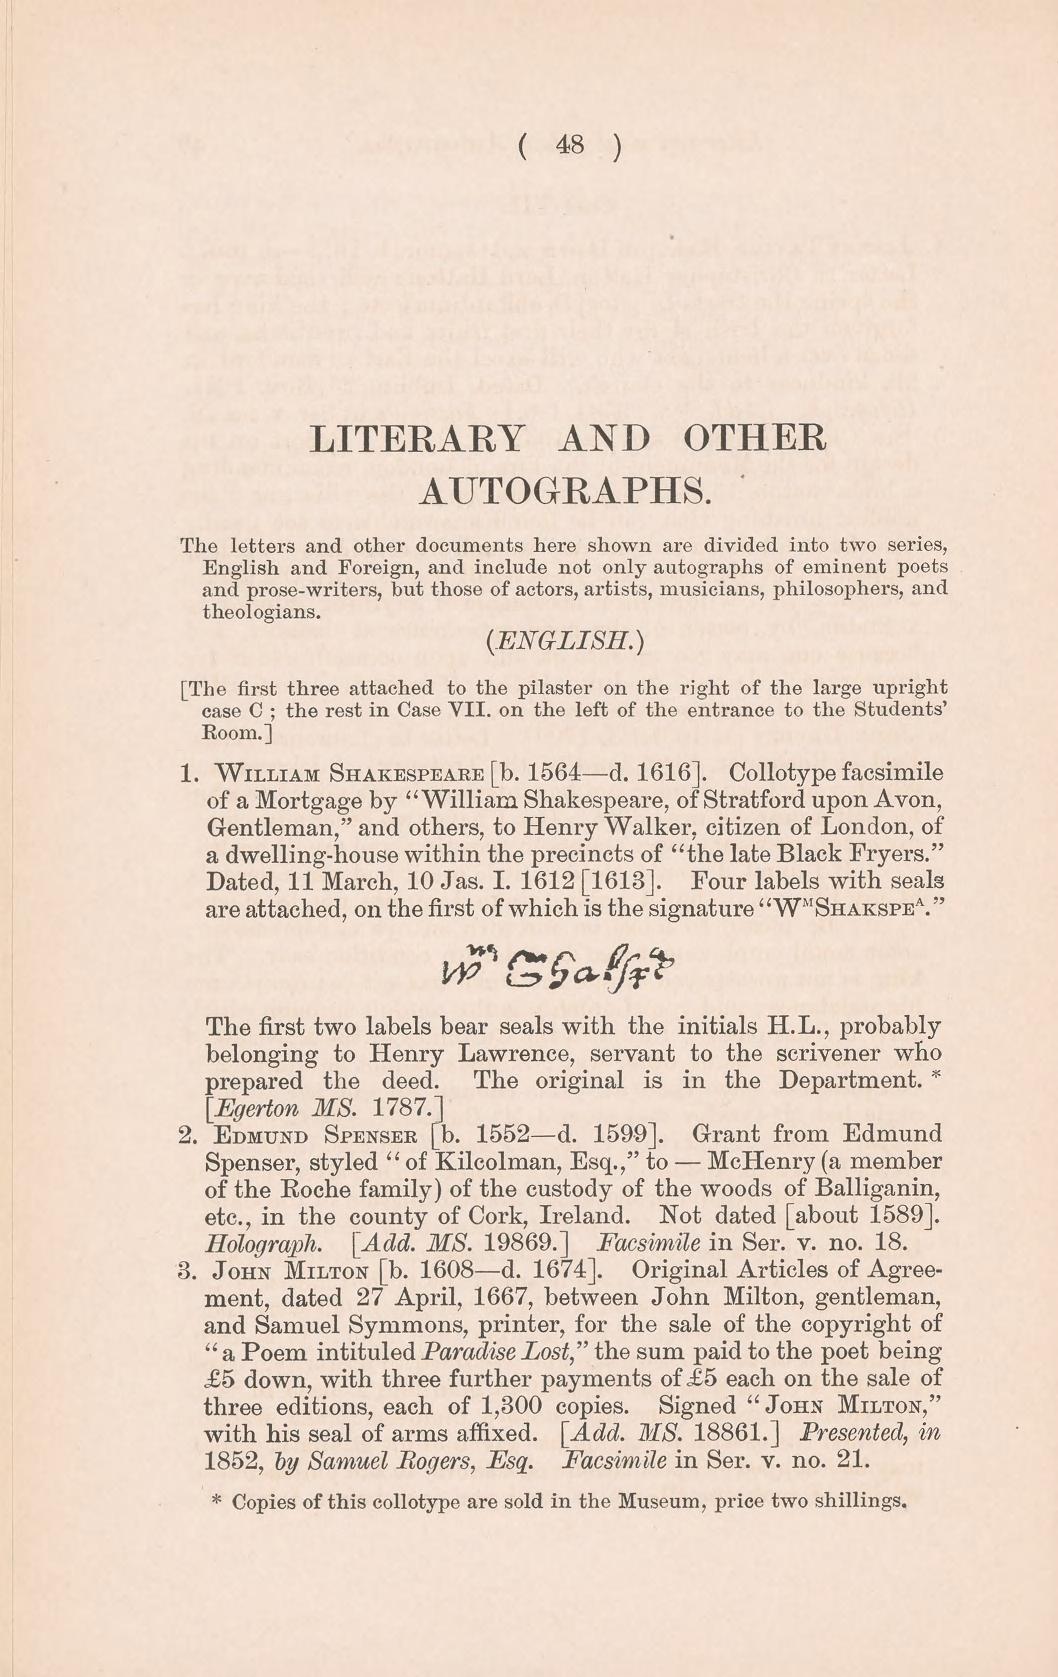 ( 48 )
LITERARY AND OTHER
AUTOGRAPHS.
The letters and other documents here shown are divided into two series,
English and Foreign, and include not only autographs of eminent poets
and prose-writers, but those of actors, artists, musicians, philosophers, and
theologians.
(ENGLISH.)
[The first three attached to the pilaster on the right of the large upright
case C ; the rest in Case VII. on the left of the entrance to the Students’
Room.]
1. WILLIAM SHAKESPEARE [b. 1564—d. 1616]. Collotype facsimile
of a Mortgage by “William Shakespeare, of Stratford upon Avon,
Gentleman,” and others, to Henry Walker, citizen of London, of
a dwelling-house within the precincts of “the late Black Fryers.”
Dated, 11 March, 10 Jas. I. 1612 [1613]. Four labels with seals
are attached, on the first of which is the signature “Wᴹ SHAKSPEᴬ.”
Wm Shakspe
The first two labels bear seals with the initials H.L., probably
belonging to Henry Lawrence, servant to the scrivener who
prepared the deed. The original is in the Department. *
[Egerton MS. 1787.]
2. EDMUND SPENSER [b. 1552—d. 1599]. Grant from Edmund
Spenser, styled “of Kilcolman, Esq.,” to — McHenry (a member
of the Roche family) of the custody of the woods of Balliganin,
etc., in the county of Cork, Ireland. Not dated [about 1589].
Holograph. [Add. MS. 19869.] Facsimile in Ser. v. no. 18.
3. JOHN MILTON [b. 1608—d. 1674]. Original Articles of Agree-
ment, dated 27 April, 1667, between John Milton, gentleman,
and Samuel Symmons, printer, for the sale of the copyright of
“a Poem intituled Paradise Lost,” the sum paid to the poet being
£5 down, with three further payments of £5 each on the sale of
three editions, each of 1,300 copies. Signed “JOHN MILTON,”
with his seal of arms affixed. [Add. MS. 18861.] Presented, in
1852, by Samuel Rogers, Esq. Facsimile in Ser. v. no. 21.
* Copies of this collotype are sold in the Museum, price two shillings.